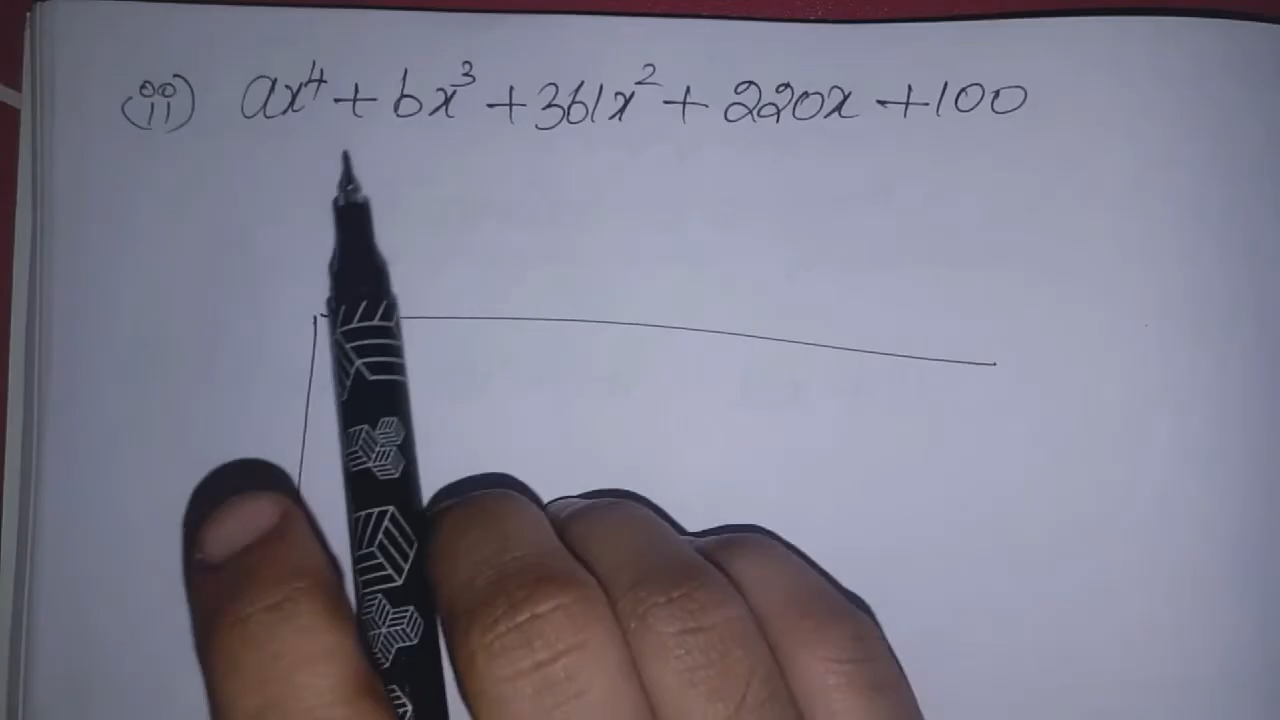 (ii) ax⁴ + bx³ + 361x² + 220x + 100